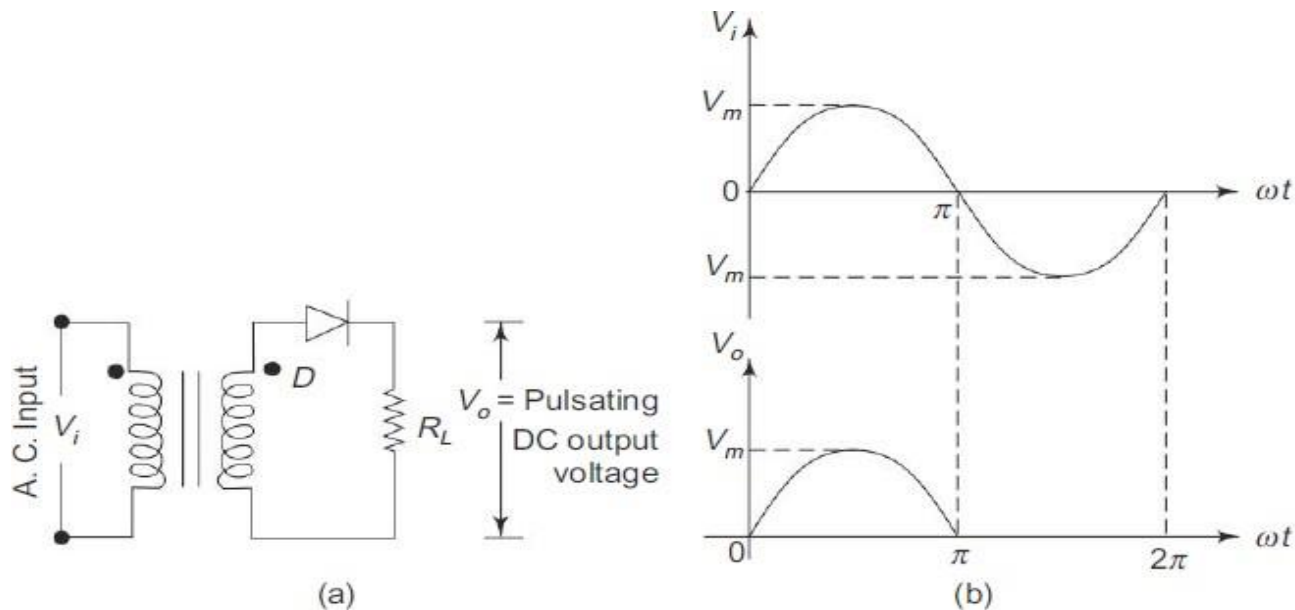 A. C. Input
V_i
D
R_L
V_o = Pulsating
DC output
voltage
(a)
V_i
V_m
0
ωt
π
V_m
V_o
V_m
0
π
2π
ωt
(b)